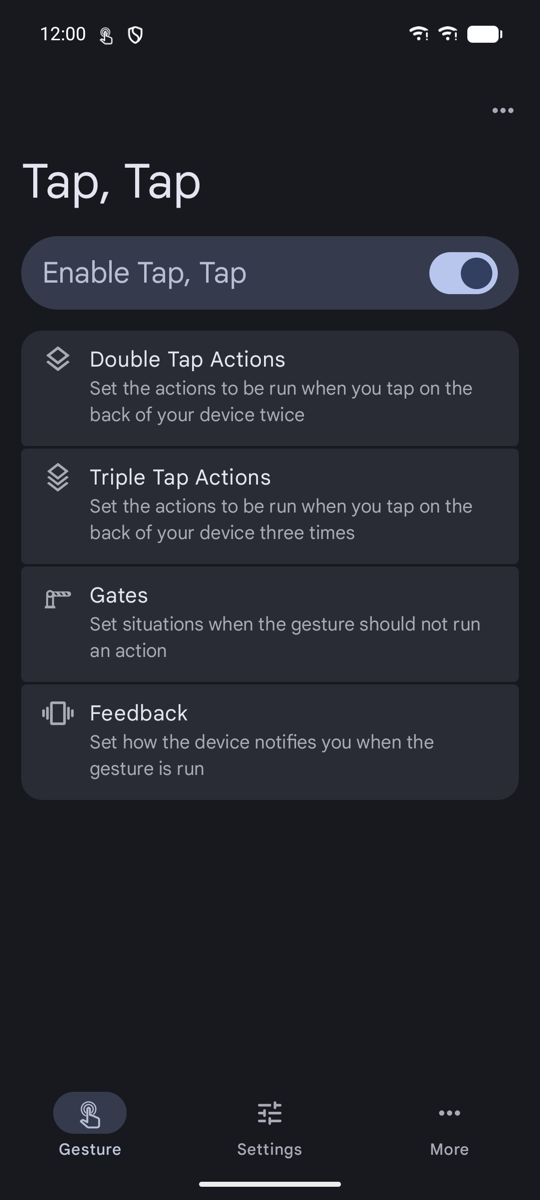 12:00
Tap, Tap
Enable Tap, Tap
Double Tap Actions
Set the actions to be run when you tap on the
back of your device twice
Triple Tap Actions
Set the actions to be run when you tap on the
back of your device three times
Gates
Set situations when the gesture should not run
an action
Feedback
Set how the device notifies you when the
gesture is run
Gesture
Settings
More